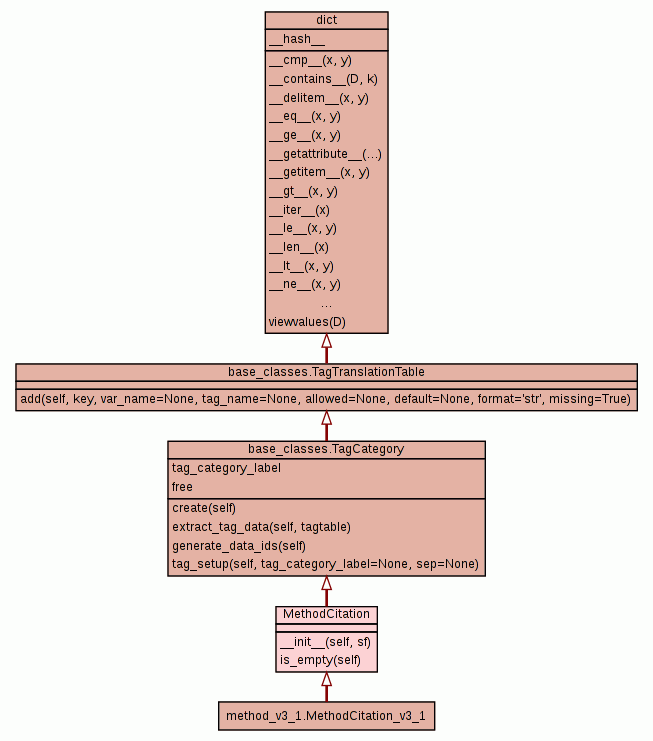 dict
__hash__
__cmp__(x, y)
__contains__(D, k)
__delitem__(x, y)
__eq__(x, y)
__ge__(x, y)
__getattribute__(...)
__getitem__(x, y)
__gt__(x, y)
__iter__(x)
__le__(x, y)
__len__(x)
__lt__(x, y)
__ne__(x, y)
...
viewvalues(D)
base_classes.TagTranslationTable
add(self, key, var_name=None, tag_name=None, allowed=None, default=None, format='str', missing=True)
base_classes.TagCategory
tag_category_label
free
create(self)
extract_tag_data(self, tagtable)
generate_data_ids(self)
tag_setup(self, tag_category_label=None, sep=None)
MethodCitation
__init__(self, sf)
is_empty(self)
method_v3_1.MethodCitation_v3_1